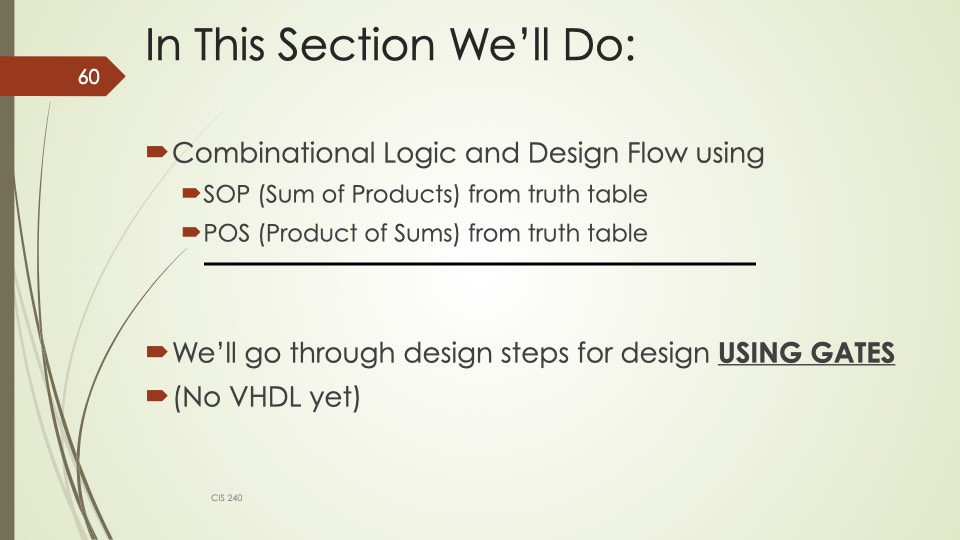 In This Section We’ll Do:
60
Combinational Logic and Design Flow using
SOP (Sum of Products) from truth table
POS (Product of Sums) from truth table
We’ll go through design steps for design USING GATES
(No VHDL yet)
CIS 240